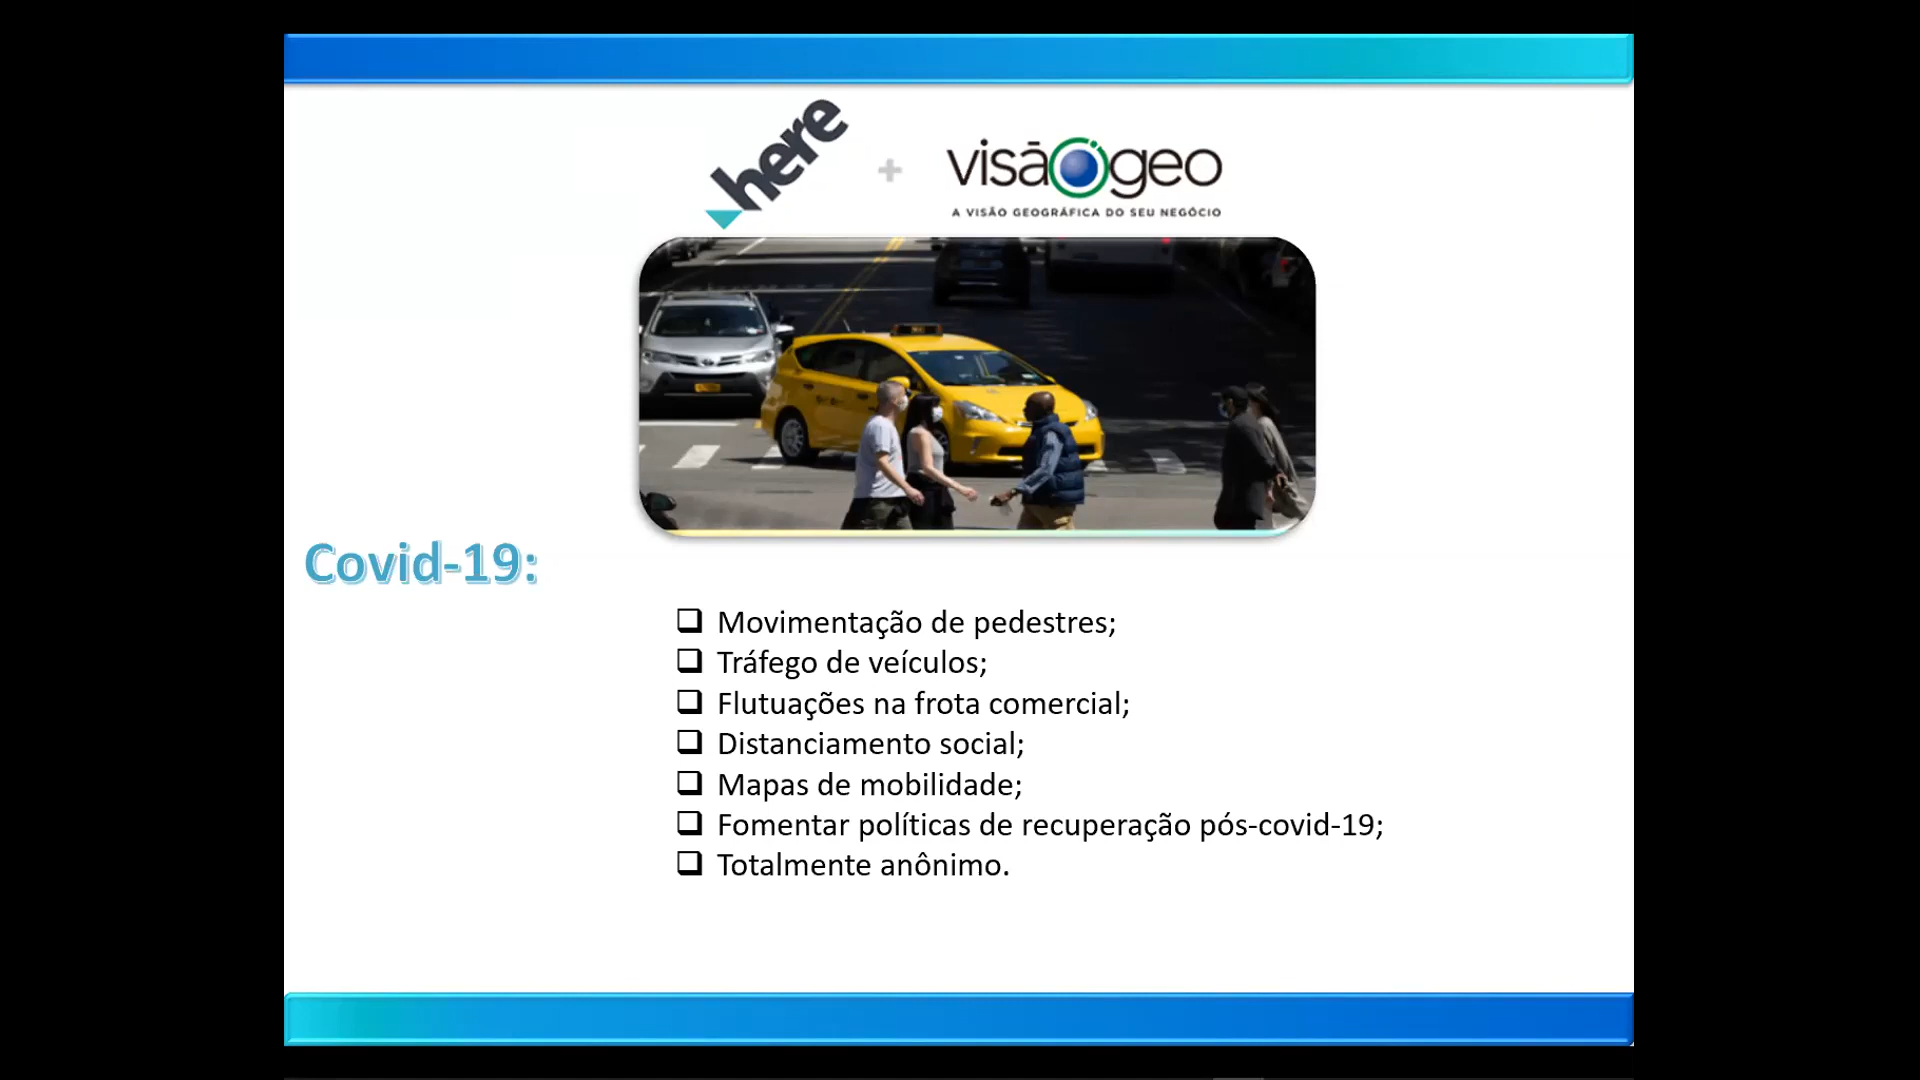 here
+
visãogeo
A VISÃO GEOGRÁFICA DO SEU NEGÓCIO
Covid-19:
Movimentação de pedestres;
Tráfego de veículos;
Flutuações na frota comercial;
Distanciamento social;
Mapas de mobilidade;
Fomentar políticas de recuperação pós-covid-19;
Totalmente anônimo.